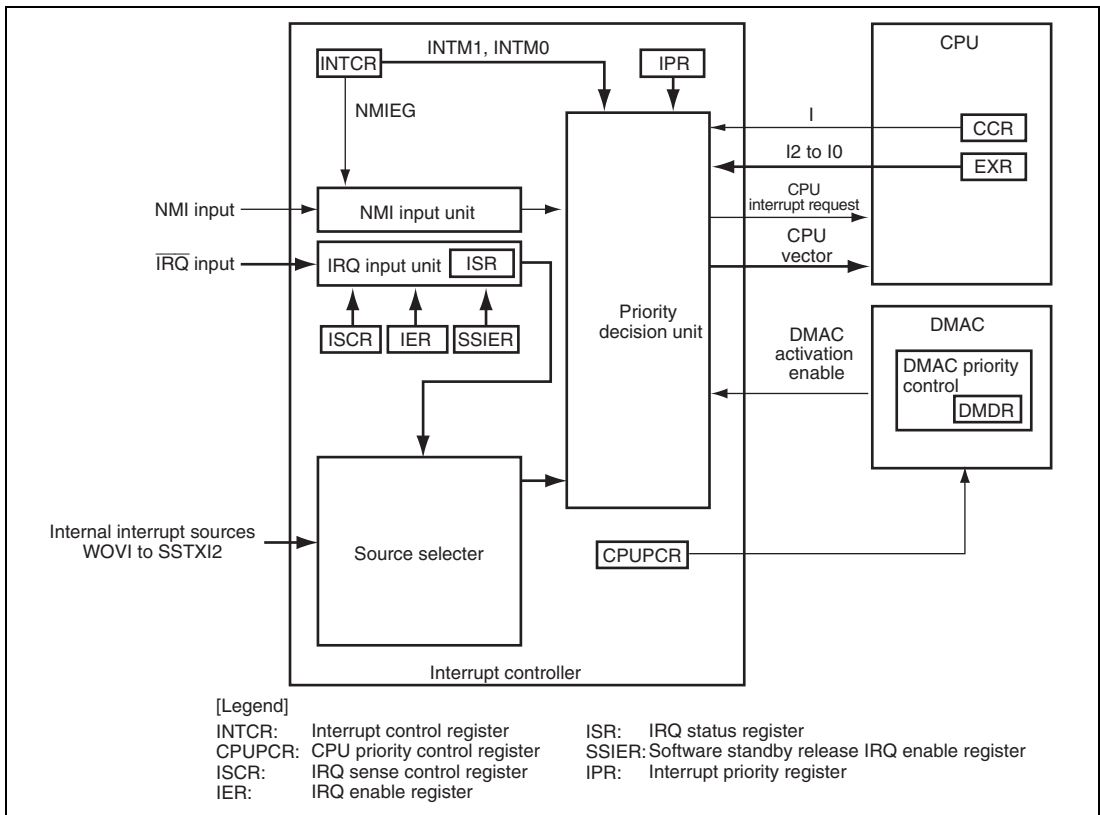 INTM1, INTM0
CPU
INTCR
IPR
NMIEG
I
CCR
I2 to I0
EXR
CPU
interrupt request
NMI input
NMI input unit
CPU
vector
IRQ input
IRQ input unit
ISR
ISCR
IER
SSIER
Priority
decision unit
DMAC
DMAC
activation
enable
DMAC priority
control
DMDR
Internal interrupt sources
WOVI to SSTXI2
Source selecter
CPUPCR
Interrupt controller
[Legend]
INTCR: Interrupt control register
CPUPCR: CPU priority control register
ISCR: IRQ sense control register
IER: IRQ enable register
ISR: IRQ status register
SSIER: Software standby release IRQ enable register
IPR: Interrupt priority register